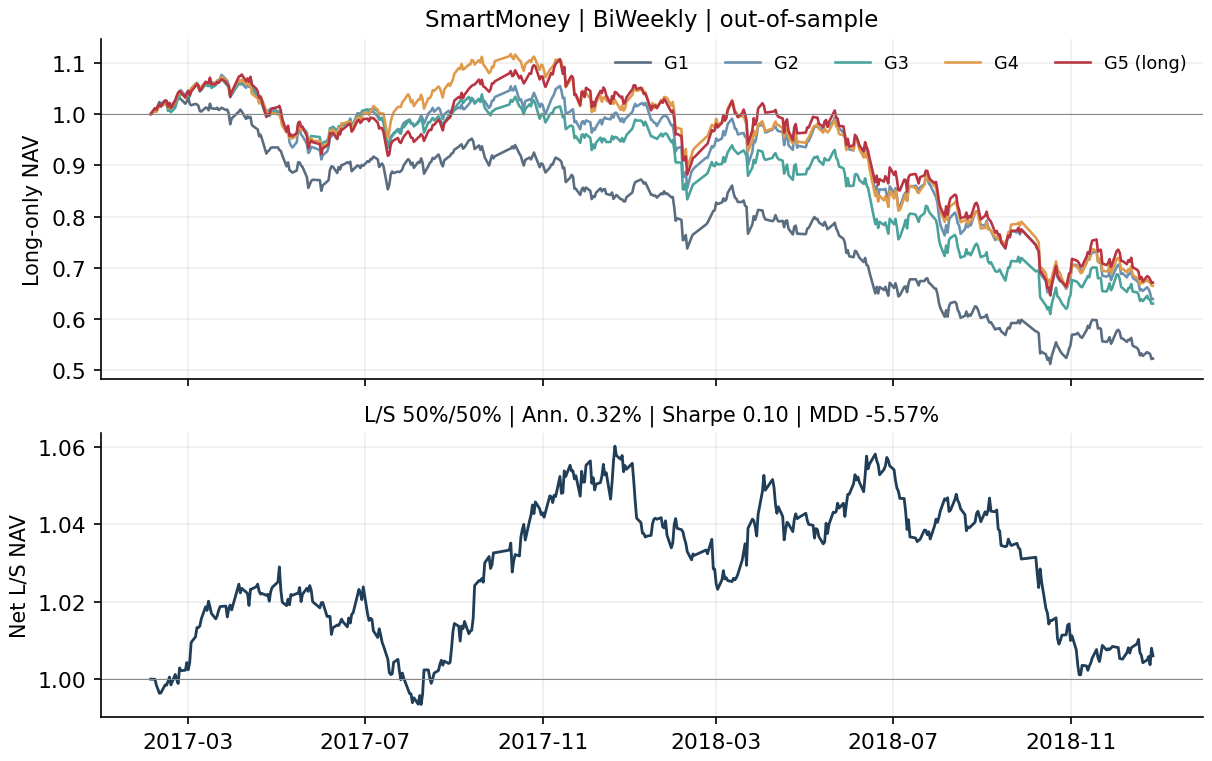 SmartMoney | BiWeekly | out-of-sample
G1 G2 G3 G4 G5 (long)
Long-only NAV
1.1
1.0
0.9
0.8
0.7
0.6
0.5
L/S 50%/50% | Ann. 0.32% | Sharpe 0.10 | MDD -5.57%
Net L/S NAV
1.06
1.04
1.02
1.00
2017-03 2017-07 2017-11 2018-03 2018-07 2018-11